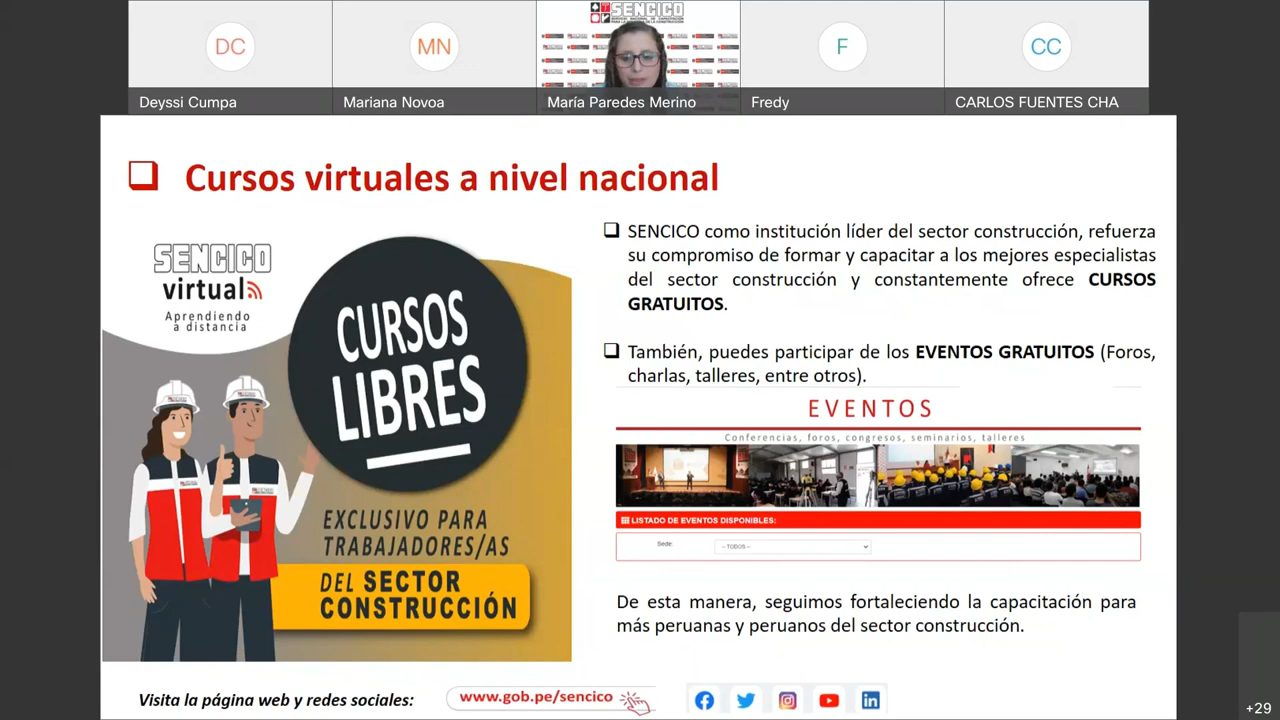 SENCICO
DC
MN
F
CC
Deyssi Cumpa
Mariana Novoa
María Paredes Merino
Fredy
CARLOS FUENTES CHA
❑ Cursos virtuales a nivel nacional
SENCICO
virtual
Aprendiendo
a distancia
CURSOS
LIBRES
EXCLUSIVO PARA
TRABAJADORES/AS
DEL SECTOR
CONSTRUCCIÓN
❑ SENCICO como institución líder del sector construcción, refuerza
su compromiso de formar y capacitar a los mejores especialistas
del sector construcción y constantemente ofrece CURSOS
GRATUITOS.
❑ También, puedes participar de los EVENTOS GRATUITOS (Foros,
charlas, talleres, entre otros).
EVENTOS
Conferencias, foros, congresos, seminarios, talleres
LISTADO DE EVENTOS DISPONIBLES:
Sede:
-- TODOS --
De esta manera, seguimos fortaleciendo la capacitación para
más peruanas y peruanos del sector construcción.
Visita la página web y redes sociales:
www.gob.pe/sencico
+29